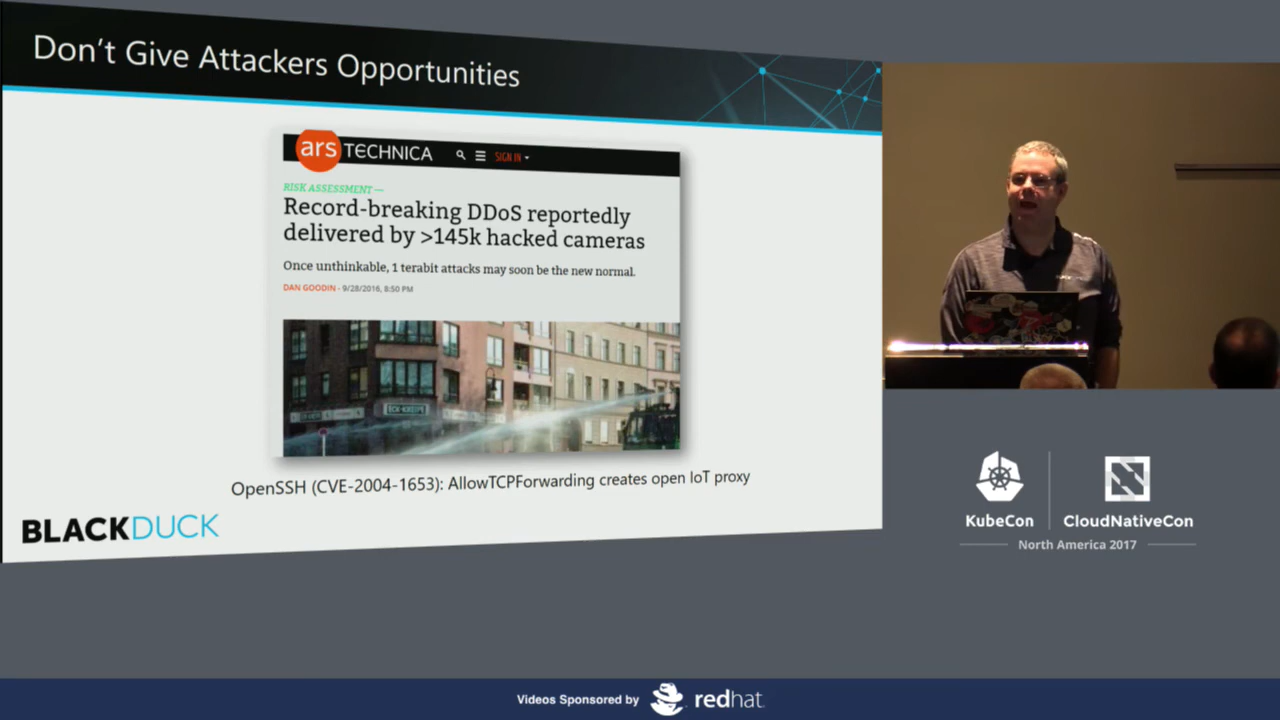 Don't Give Attackers Opportunities
ars TECHNICA SIGN IN
RISK ASSESSMENT —
Record-breaking DDoS reportedly
delivered by >145k hacked cameras
Once unthinkable, 1 terabit attacks may soon be the new normal.
DAN GOODIN - 9/28/2016, 8:50 PM
OpenSSH (CVE-2004-1653): AllowTCPForwarding creates open IoT proxy
BLACKDUCK
KubeCon
CloudNativeCon
North America 2017
Videos Sponsored by
redhat.